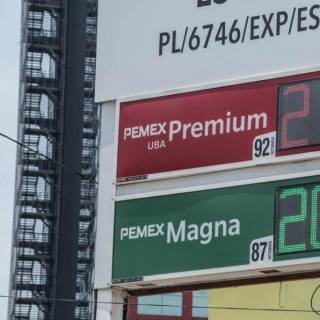 PL/6746/EXP/ES
PEMEX Premium 92 2
UBA
PEMEX Magna 87 20